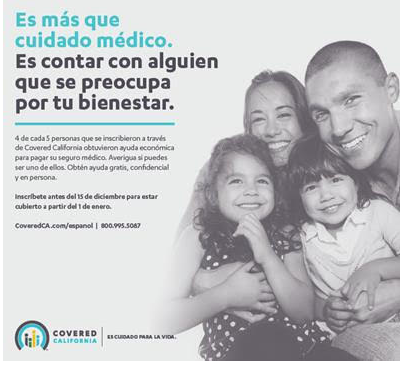 Es más que
cuidado médico.
Es contar con alguien
que se preocupa
por tu bienestar.
4 de cada 5 personas que se inscribieron a través
de Covered California obtuvieron ayuda económica
para pagar su seguro médico. Averigua si puedes
ser uno de ellos. Obtén ayuda gratis, confidencial
y en persona.
Inscríbete antes del 15 de diciembre para estar
cubierto a partir del 1 de enero.
CoveredCA.com/espanol | 800.995.5087
COVERED
CALIFORNIA
ES CUIDADO PARA LA VIDA.